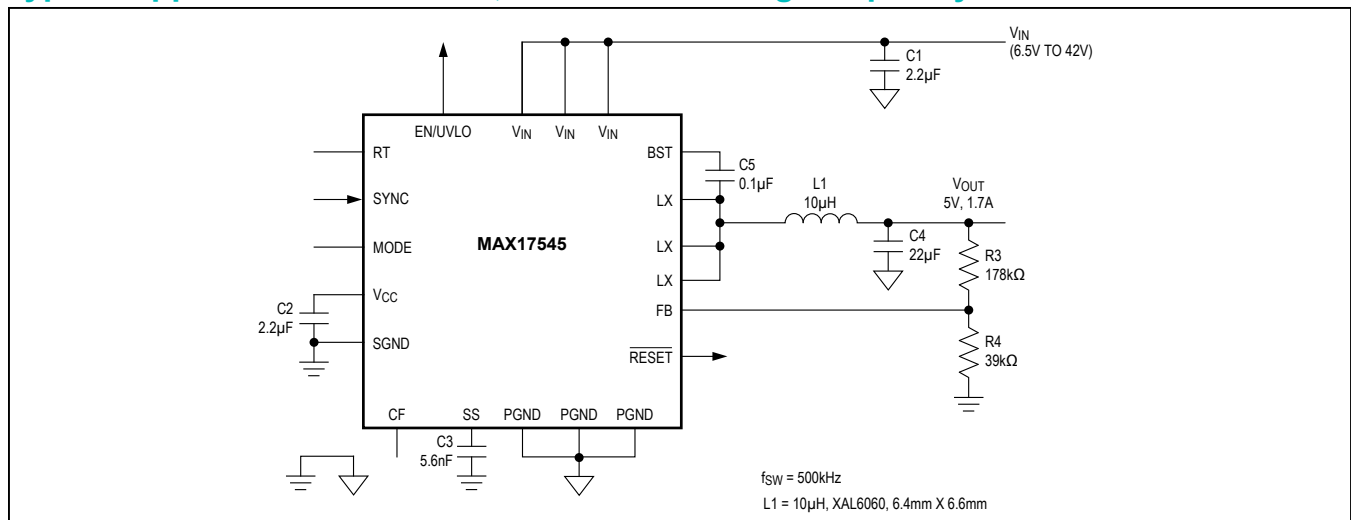 VIN
(6.5V TO 42V)
C1
2.2µF
EN/UVLO
VIN
VIN
VIN
RT
BST
C5
0.1µF
SYNC
LX
L1
10µH
VOUT
5V, 1.7A
MODE
MAX17545
LX
C4
22µF
R3
178kΩ
LX
VCC
C2
2.2µF
FB
SGND
RESET
R4
39kΩ
CF
SS
PGND
PGND
PGND
C3
5.6nF
fSW = 500kHz
L1 = 10µH, XAL6060, 6.4mm X 6.6mm